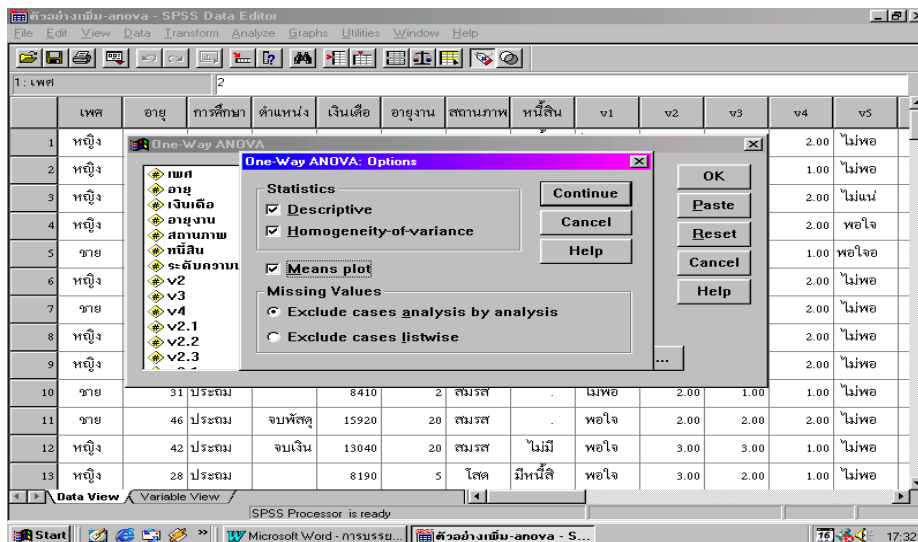 ตัวอย่างเพิ่ม-anova - SPSS Data Editor
File Edit View Data Transform Analyze Graphs Utilities Window Help
1 : เพศ 2
เพศ อายุ การศึกษา ตำแหน่ง เงินเดือ อายุงาน สถานภาพ หนี้สิน v1 v2 v3 v4 v5
1 หญิง 2.00 ไม่พอ
2 หญิง 1.00 ไม่พอ
3 หญิง 2.00 ไม่แน่
4 หญิง 2.00 พอใจ
5 ชาย 1.00 พอใจอ
6 หญิง 2.00 ไม่พอ
7 ชาย 2.00 ไม่พอ
8 หญิง 2.00 ไม่พอ
9 หญิง 2.00 ไม่พอ
10 ชาย 31 ประถม 8410 2 สมรส . ไม่พอ 2.00 1.00 1.00 ไม่พอ
11 ชาย 46 ประถม จบพัสดุ 15920 20 สมรส . พอใจ 2.00 3.00 1.00 ไม่พอ
12 หญิง 42 ประถม จบเงิน 13040 20 สมรส ไม่มี พอใจ 3.00 3.00 1.00 ไม่พอ
13 หญิง 28 ประถม 8190 5 โสด มีหนี้สิ พอใจ 3.00 2.00 1.00 ไม่พอ
One-Way ANOVA
เพศ
อายุ
เงินเดือ
อายุงาน
สถานภาพ
หนี้สิน
ระดับความเ
v2
v3
v4
v2.1
v2.2
v2.3
OK
Paste
Reset
Cancel
Help
...
One-Way ANOVA: Options
Statistics
Descriptive
Homogeneity-of-variance
Means plot
Missing Values
Exclude cases analysis by analysis
Exclude cases listwise
Continue
Cancel
Help
Data View Variable View
SPSS Processor is ready
Start » Microsoft Word - การบรรย... ตัวอย่างเพิ่ม-anova - S... 17:32